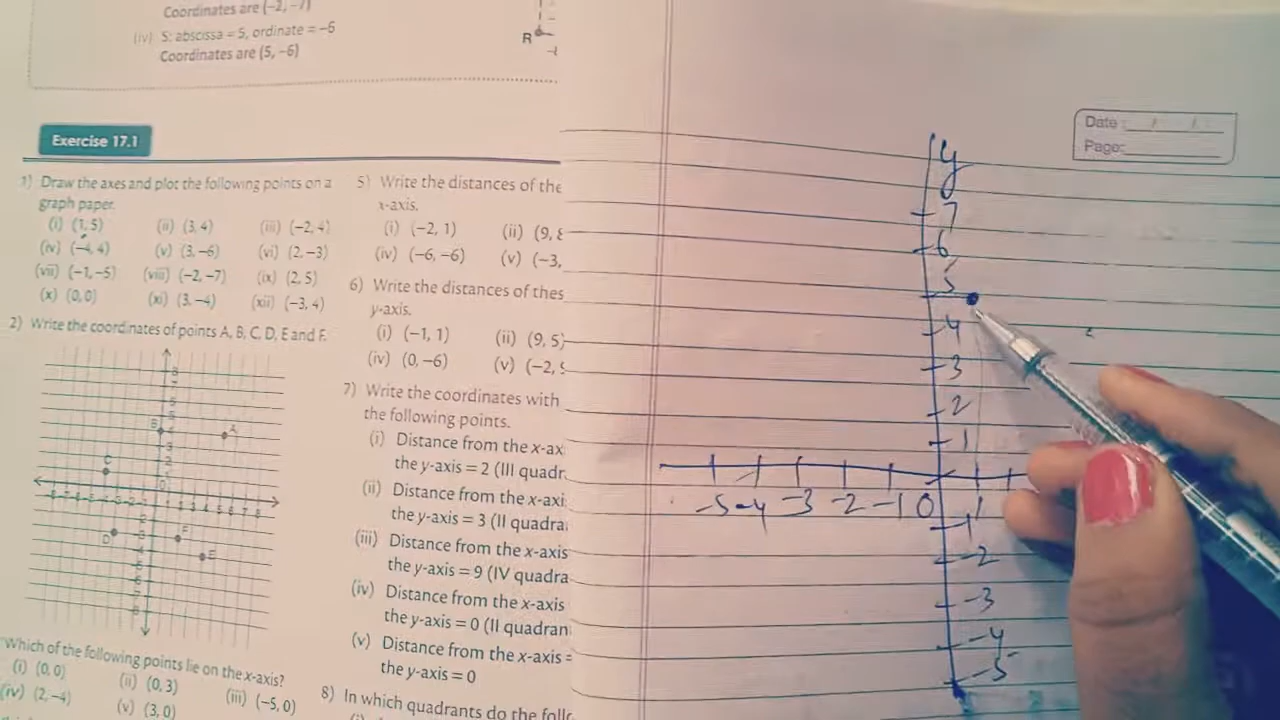 Coordinates are (-2, -7)
(iv) S: abscissa = 5, ordinate = -6
Coordinates are (5, -6)
R
Exercise 17.1
1) Draw the axes and plot the following points on a
graph paper.
(i) (1, 5) (ii) (3, 4) (iii) (-2, 4)
(iv) (-4, 4) (v) (3, -6) (vi) (2, -3)
(vii) (-1, -5) (viii) (-2, -7) (ix) (2, 5)
(x) (0, 0) (xi) (3, -4) (xii) (-3, 4)
2) Write the coordinates of points A, B, C, D, E and F.
B A
C
D F
E
Which of the following points lie on the x-axis?
(i) (0, 0) (ii) (0, 3) (iii) (-5, 0)
(iv) (2, -4) (v) (3, 0)
5) Write the distances of the
x-axis.
(i) (-2, 1) (ii) (9,
(iv) (-6, -6) (v) (-3,
6) Write the distances of thes
y-axis.
(i) (-1, 1) (ii) (9, 5)
(iv) (0, -6) (v) (-2,
7) Write the coordinates with
the following points.
(i) Distance from the x-ax
the y-axis = 2 (III quadr
(ii) Distance from the x-axi
the y-axis = 3 (II quadra
(iii) Distance from the x-axis
the y-axis = 9 (IV quadra
(iv) Distance from the x-axis
the y-axis = 0 (II quadran
(v) Distance from the x-axis =
the y-axis = 0
8) In which quadrants do the foll
Date :
Page:
y
7
6
5
4
3
2
1
-5 -4 -3 -2 -1 0 1
-1
-2
-3
-4
-5